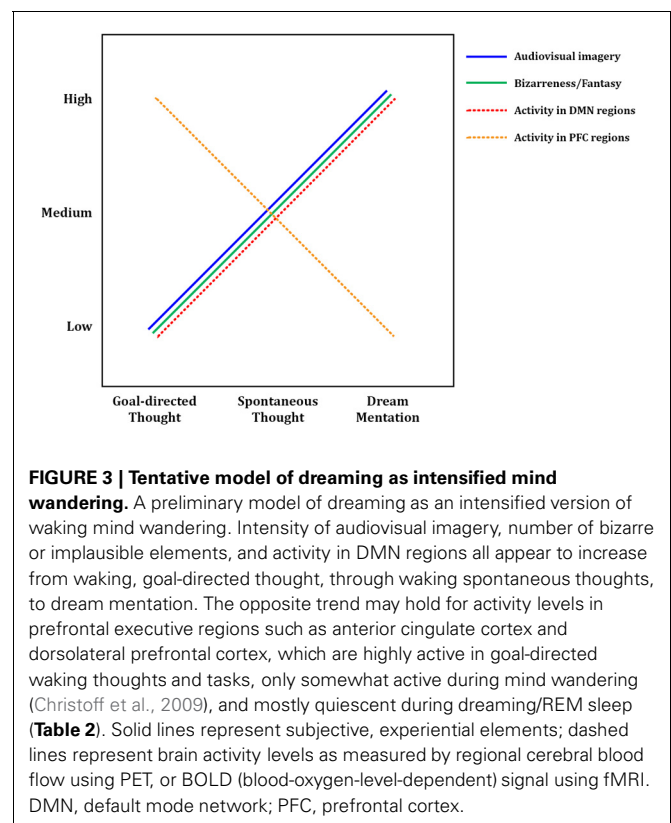 High
Medium
Low
Goal-directed Thought
Spontaneous Thought
Dream Mentation
Audiovisual imagery
Bizarreness/Fantasy
Activity in DMN regions
Activity in PFC regions
FIGURE 3 | Tentative model of dreaming as intensified mind
wandering. A preliminary model of dreaming as an intensified version of
waking mind wandering. Intensity of audiovisual imagery, number of bizarre
or implausible elements, and activity in DMN regions all appear to increase
from waking, goal-directed thought, through waking spontaneous thoughts,
to dream mentation. The opposite trend may hold for activity levels in
prefrontal executive regions such as anterior cingulate cortex and
dorsolateral prefrontal cortex, which are highly active in goal-directed
waking thoughts and tasks, only somewhat active during mind wandering
(Christoff et al., 2009), and mostly quiescent during dreaming/REM sleep
(Table 2). Solid lines represent subjective, experiential elements; dashed
lines represent brain activity levels as measured by regional cerebral blood
flow using PET, or BOLD (blood-oxygen-level-dependent) signal using fMRI.
DMN, default mode network; PFC, prefrontal cortex.